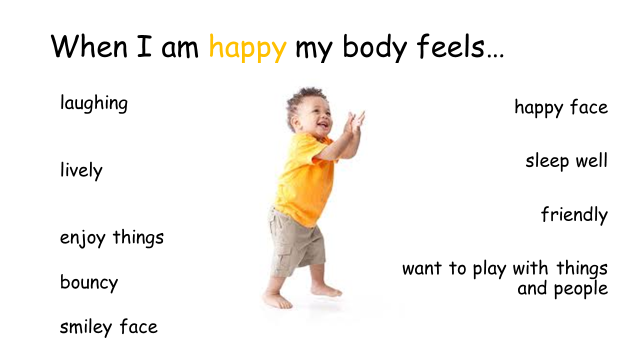 When I am happy my body feels...
laughing
lively
enjoy things
bouncy
smiley face
happy face
sleep well
friendly
want to play with things
and people